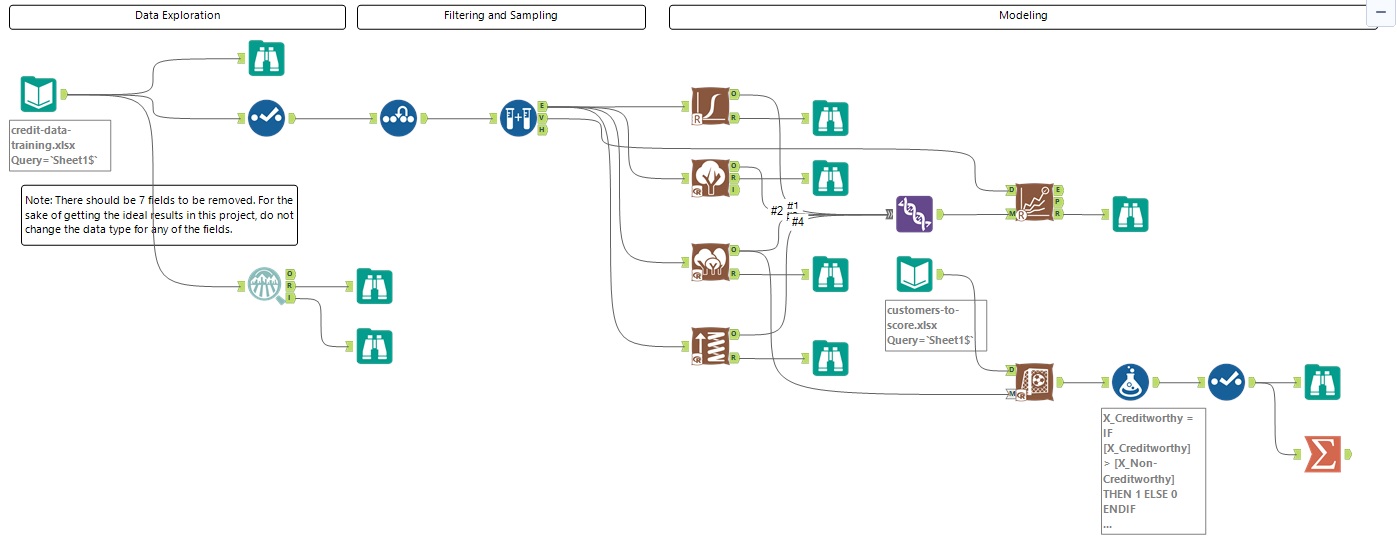 Data Exploration
Filtering and Sampling
Modeling
credit-data-
training.xlsx
Query=`Sheet1$`
Note: There should be 7 fields to be removed. For the
sake of getting the ideal results in this project, do not
change the data type for any of the fields.
O
R
I
E
V
H
O
R
R
O
R
I
R
O
R
R
O
R
R
#1
#2
#4
D
M
E
P
R
R
customers-to-
score.xlsx
Query=`Sheet1$`
D
M
R
X_Creditworthy =
IF
[X_Creditworthy]
> [X_Non-
Creditworthy]
THEN 1 ELSE 0
ENDIF
...